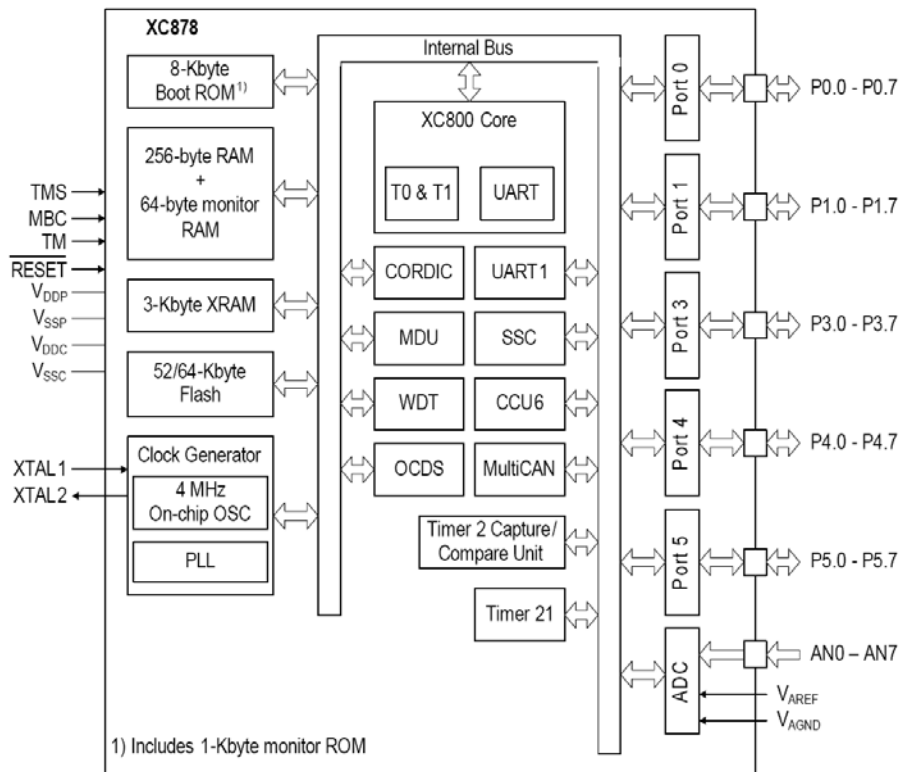 XC878
Internal Bus
8-Kbyte
Boot ROM1)
256-byte RAM
+
64-byte monitor
RAM
3-Kbyte XRAM
52/64-Kbyte
Flash
Clock Generator
4 MHz
On-chip OSC
PLL
TMS
MBC
TM
RESET
VDDP
VSSP
VDDC
VSSC
XTAL1
XTAL2
XC800 Core
T0 & T1
UART
CORDIC
UART1
MDU
SSC
WDT
CCU6
OCDS
MultiCAN
Timer 2 Capture/
Compare Unit
Timer 21
Port 0
P0.0 - P0.7
Port 1
P1.0 - P1.7
Port 3
P3.0 - P3.7
Port 4
P4.0 - P4.7
Port 5
P5.0 - P5.7
ADC
AN0 – AN7
VAREF
VAGND
1) Includes 1-Kbyte monitor ROM